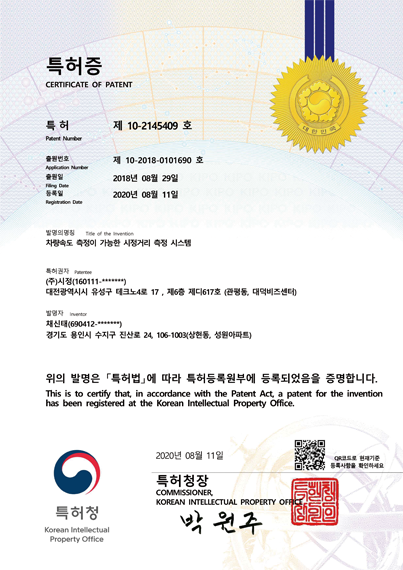 특허증
CERTIFICATE OF PATENT
대한민국
특 허 제 10-2145409 호
Patent Number
출원번호 제 10-2018-0101690 호
Application Number
출원일 2018년 08월 29일
Filing Date
등록일 2020년 08월 11일
Registration Date
발명의명칭 Title of the Invention
차량속도 측정이 가능한 시정거리 측정 시스템
특허권자 Patentee
(주)시정(160111-*******)
대전광역시시 유성구 테크노4로 17 , 제6층 제디617호 (관평동, 대덕비즈센터)
발명자 Inventor
채신태(690412-*******)
경기도 용인시 수지구 진산로 24, 106-1003(상현동, 성원아파트)
위의 발명은 「특허법」에 따라 특허등록원부에 등록되었음을 증명합니다.
This is to certify that, in accordance with the Patent Act, a patent for the invention
has been registered at the Korean Intellectual Property Office.
2020년 08월 11일
QR코드로 현재기준
등록사항을 확인하세요
특허청장
COMMISSIONER,
KOREAN INTELLECTUAL PROPERTY OFFICE
박 원 주
특허청
Korean Intellectual
Property Office